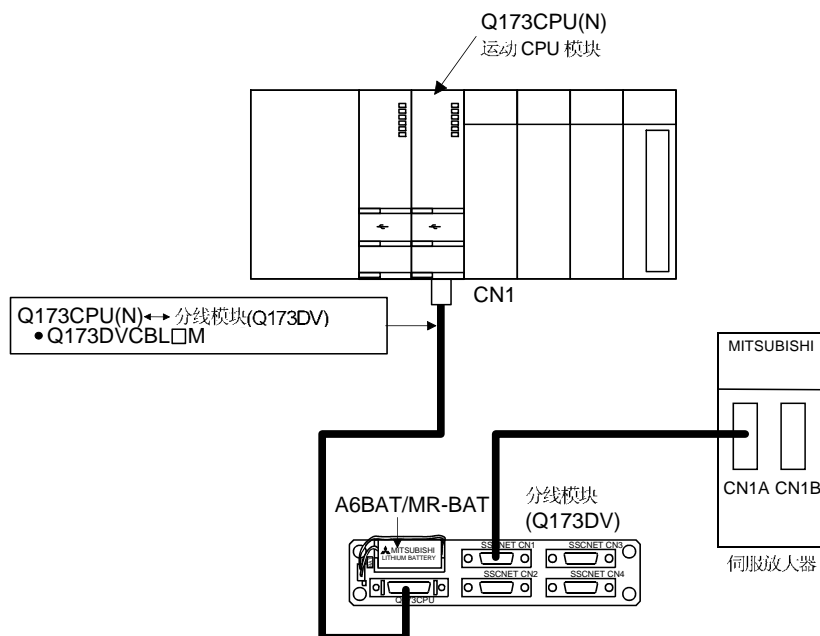 Q173CPU(N)
运动 CPU 模块
CN1
Q173CPU(N)↔分线模块(Q173DV)
•Q173DVCBL□M
MITSUBISHI
CN1A CN1B
伺服放大器
A6BAT/MR-BAT
分线模块
(Q173DV)
MITSUBISHI
LITHIUM BATTERY
SSCNET CN1
SSCNET CN3
SSCNET CN2
SSCNET CN4
Q173CPU